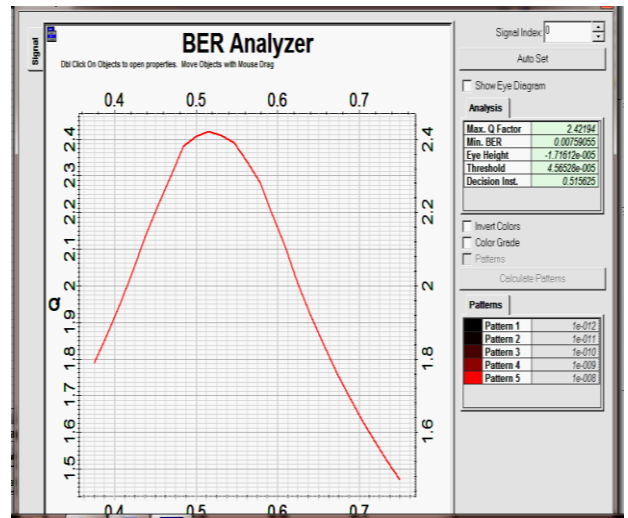 Signal
BER Analyzer
Dbl Click On Objects to open properties. Move Objects with Mouse Drag
0.4 0.5 0.6 0.7
2.4 2.3 2.2 2.1 2 1.9 1.8 1.7 1.6 1.5
Q
2.4 2.2 2 1.8 1.6
0.4 0.5 0.6 0.7
Signal Index: 0
Auto Set
Show Eye Diagram
Analysis
Max. Q Factor 2.42194
Min. BER 0.00759055
Eye Height -1.71612e-005
Threshold 4.56528e-005
Decision Inst. 0.515625
Invert Colors
Color Grade
Patterns
Calculate Patterns
Patterns
Pattern 1 1e-012
Pattern 2 1e-011
Pattern 3 1e-010
Pattern 4 1e-009
Pattern 5 1e-008